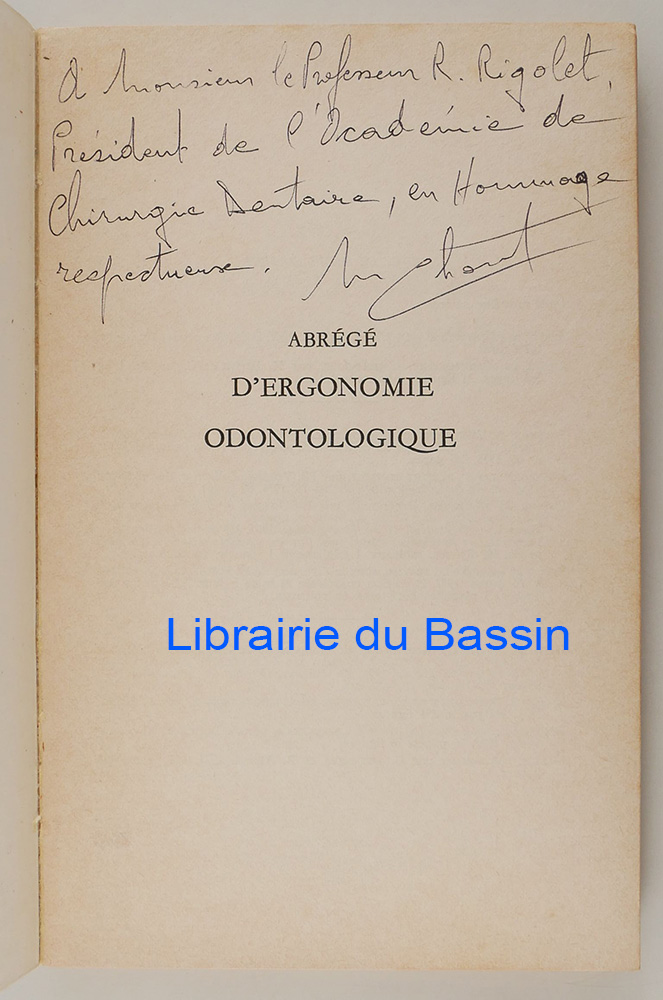 A Monsieur le Professeur R. Rigolet,
Président de l'Académie de
Chirurgie Dentaire, en Hommage
respectueux.
ABRÉGÉ
D'ERGONOMIE
ODONTOLOGIQUE
Librairie du Bassin